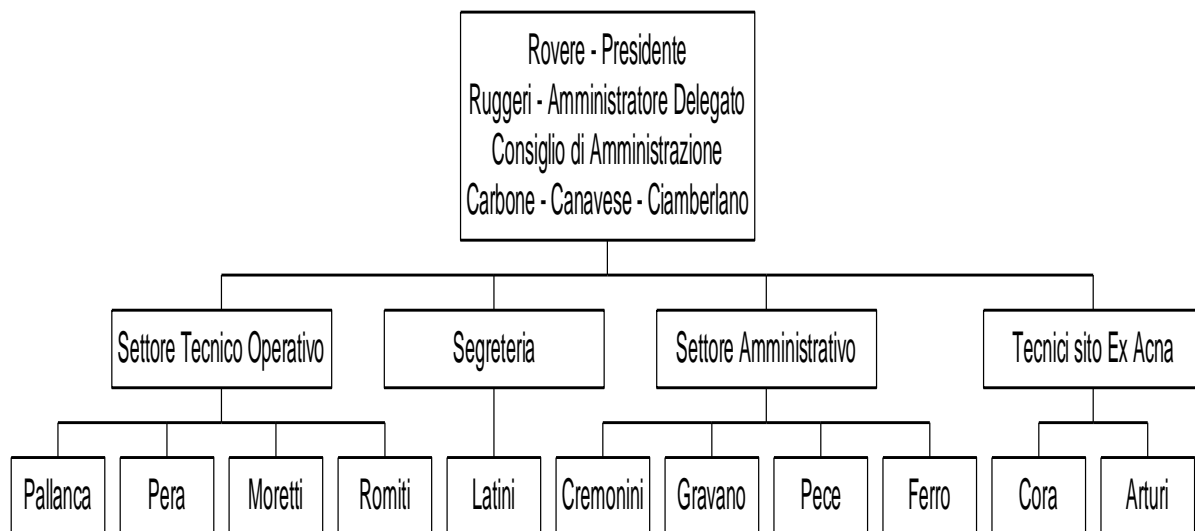 Rovere - Presidente
Ruggeri - Amministratore Delegato
Consiglio di Amministrazione
Carbone - Canavese - Ciamberlano
Settore Tecnico Operativo
Segreteria
Settore Amministrativo
Tecnici sito Ex Acna
Pallanca
Pera
Moretti
Romiti
Latini
Cremonini
Gravano
Pece
Ferro
Cora
Arturi